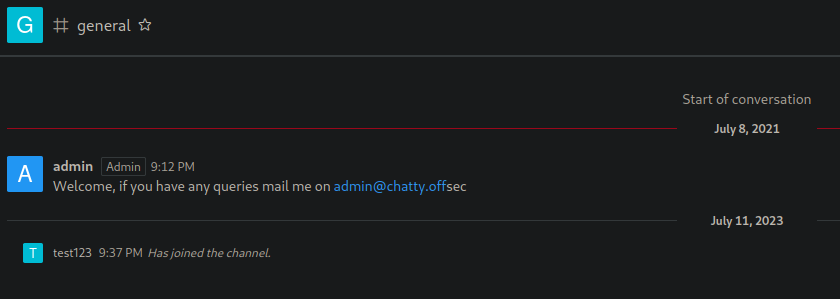 G # general
Start of conversation
July 8, 2021
A admin Admin 9:12 PM
Welcome, if you have any queries mail me on admin@chatty.offsec
July 11, 2023
T test123 9:37 PM Has joined the channel.